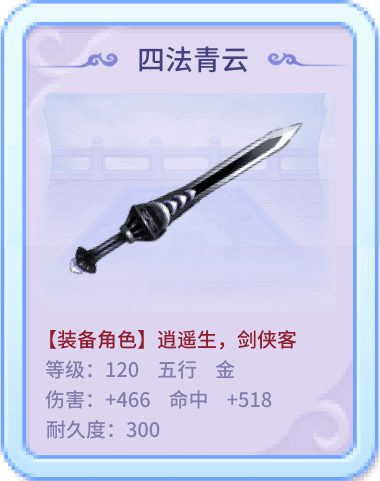 四法青云
【装备角色】逍遥生，剑侠客
等级：120 五行 金
伤害：+466 命中 +518
耐久度：300